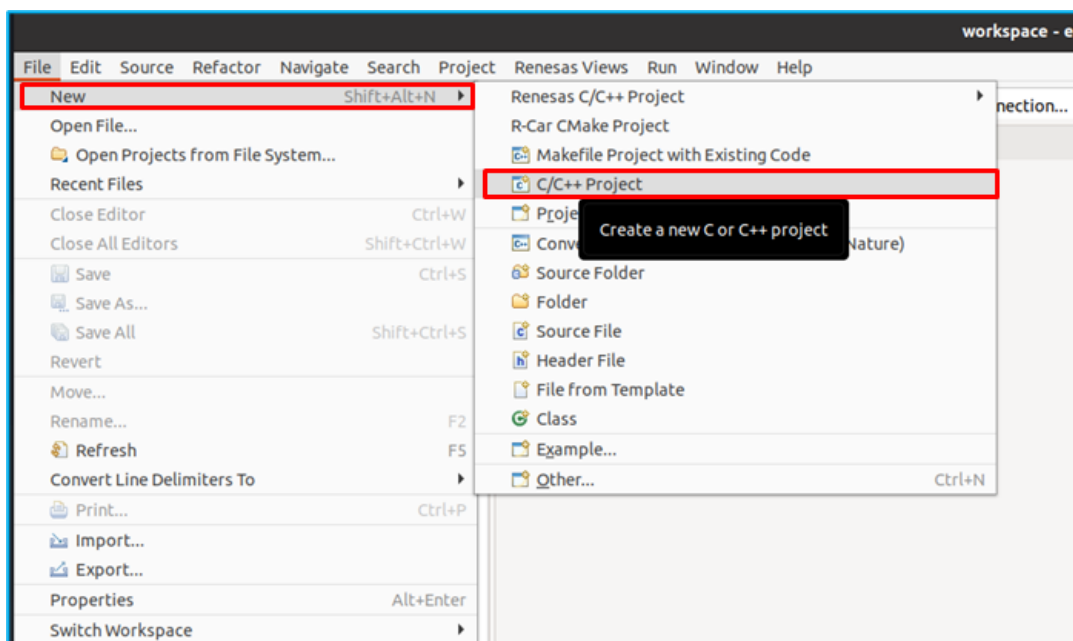 workspace - e
File Edit Source Refactor Navigate Search Project Renesas Views Run Window Help
New Shift+Alt+N
Open File...
Open Projects from File System...
Recent Files
Close Editor Ctrl+W
Close All Editors Shift+Ctrl+W
Save Ctrl+S
Save As...
Save All Shift+Ctrl+S
Revert
Move...
Rename... F2
Refresh F5
Convert Line Delimiters To
Print... Ctrl+P
Import...
Export...
Properties Alt+Enter
Switch Workspace
Renesas C/C++ Project
R-Car CMake Project
Makefile Project with Existing Code
C/C++ Project
Proje
Create a new C or C++ project
Conve Nature)
Source Folder
Folder
Source File
Header File
File from Template
Class
Example...
Other... Ctrl+N
nection...